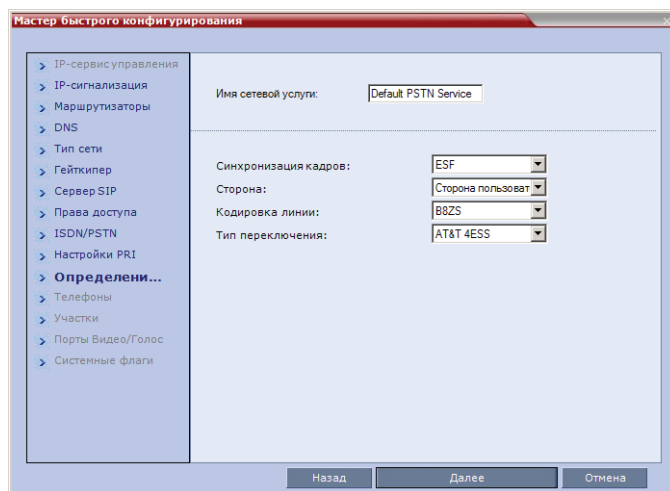 Мастер быстрого конфигурирования
IP-сервис управления
IP-сигнализация
Маршрутизаторы
DNS
Тип сети
Гейткипер
Сервер SIP
Права доступа
ISDN/PSTN
Настройки PRI
Определени...
Телефоны
Участки
Порты Видео/Голос
Системные флаги
Имя сетевой услуги: Default PSTN Service
Синхронизация кадров: ESF
Сторона: Сторона пользоват
Кодировка линии: B8ZS
Тип переключения: AT&T 4ESS
Назад Далее Отмена